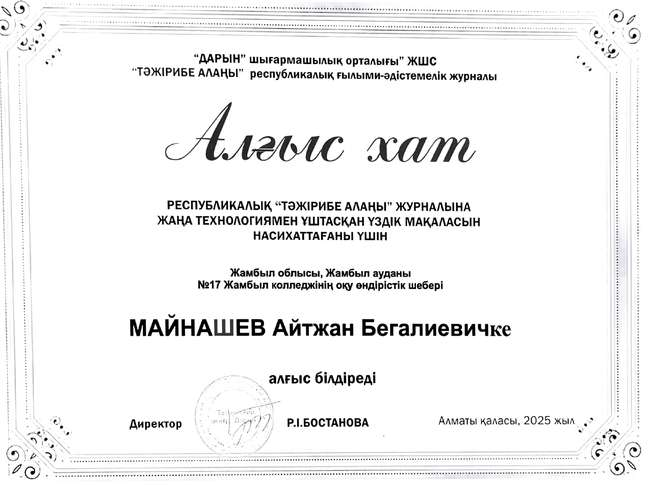 “ДАРЫН” шығармашылық орталығы” ЖШС
“ТӘЖІРИБЕ АЛАҢЫ” республикалық ғылыми-әдістемелік журналы
Алғыс хат
РЕСПУБЛИКАЛЫҚ “ТӘЖІРИБЕ АЛАҢЫ” ЖУРНАЛЫНА
ЖАҢА ТЕХНОЛОГИЯМЕН ҰШТАСҚАН ҮЗДІК МАҚАЛАСЫН
НАСИХАТТАҒАНЫ ҮШІН
Жамбыл облысы, Жамбыл ауданы
№17 Жамбыл колледжінің оқу өндірістік шебері
МАЙНАШЕВ Айтжан Бегалиевичке
алғыс білдіреді
Директор Р.І.БОСТАНОВА Алматы қаласы, 2025 жыл